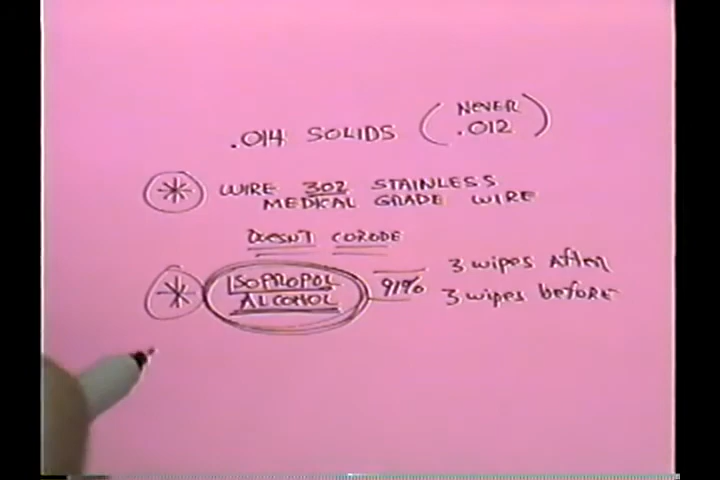 .014 SOLIDS (NEVER .012)
* WIRE 302 STAINLESS
MEDICAL GRADE WIRE
DOESN'T CORODE
* ISOPROPOL ALCOHOL 91% 3 wipes After
3 wipes before